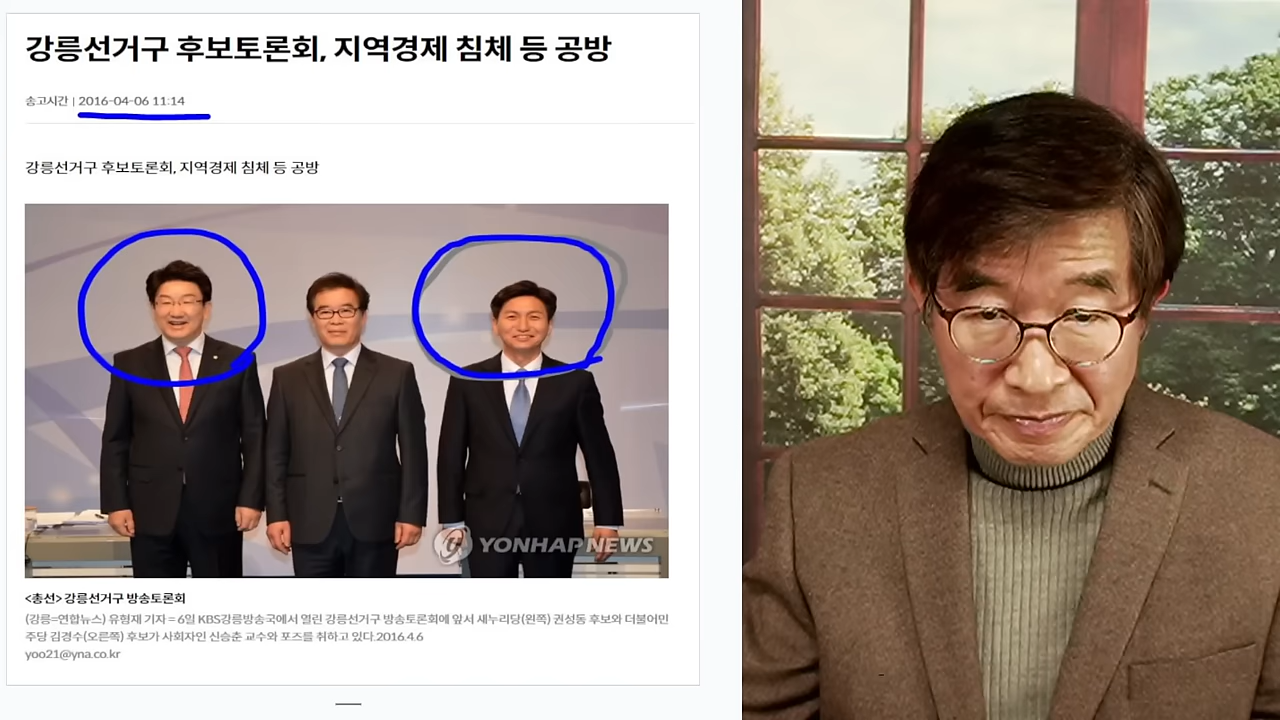 강릉선거구 후보토론회, 지역경제 침체 등 공방
송고시간 | 2016-04-06 11:14
강릉선거구 후보토론회, 지역경제 침체 등 공방
YONHAPNEWS
<총선> 강릉선거구 방송토론회
(강릉=연합뉴스) 유형재 기자 = 6일 KBS강릉방송국에서 열린 강릉선거구 방송토론회에 앞서 새누리당(왼쪽) 권성동 후보와 더불어민
주당 김경수(오른쪽) 후보가 사회자인 신승춘 교수와 포즈를 취하고 있다.2016.4.6
yoo21@yna.co.kr